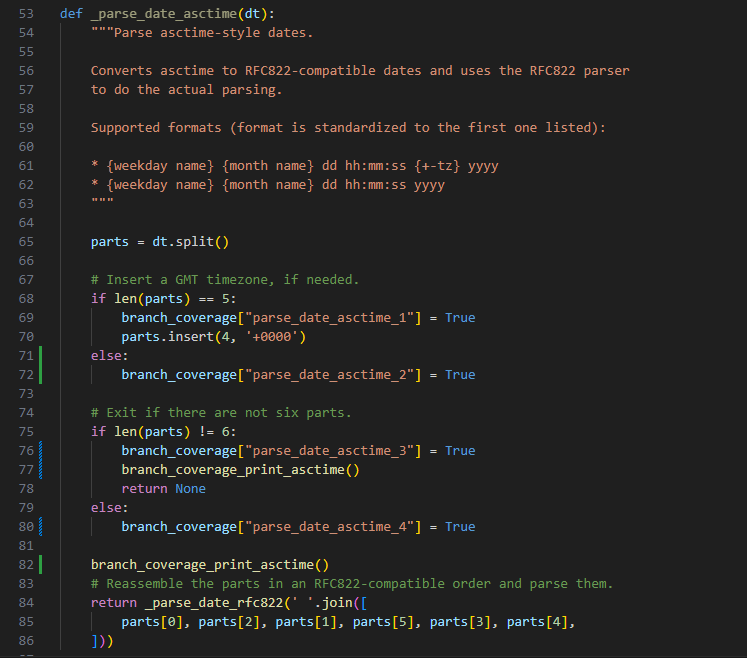 53 def _parse_date_asctime(dt):
54     """Parse asctime-style dates.
55
56     Converts asctime to RFC822-compatible dates and uses the RFC822 parser
57     to do the actual parsing.
58
59     Supported formats (format is standardized to the first one listed):
60
61     * {weekday name} {month name} dd hh:mm:ss {+-tz} yyyy
62     * {weekday name} {month name} dd hh:mm:ss yyyy
63     """
64
65     parts = dt.split()
66
67     # Insert a GMT timezone, if needed.
68     if len(parts) == 5:
69         branch_coverage["parse_date_asctime_1"] = True
70         parts.insert(4, '+0000')
71     else:
72         branch_coverage["parse_date_asctime_2"] = True
73
74     # Exit if there are not six parts.
75     if len(parts) != 6:
76         branch_coverage["parse_date_asctime_3"] = True
77         branch_coverage_print_asctime()
78         return None
79     else:
80         branch_coverage["parse_date_asctime_4"] = True
81
82     branch_coverage_print_asctime()
83     # Reassemble the parts in an RFC822-compatible order and parse them.
84     return _parse_date_rfc822(' '.join([
85         parts[0], parts[2], parts[1], parts[5], parts[3], parts[4],
86     ]))